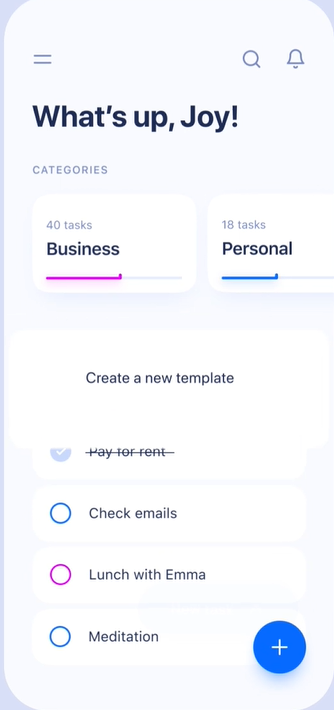 What's up, Joy!
CATEGORIES
40 tasks
Business
18 tasks
Personal
Create a new template
Pay for rent
Check emails
Lunch with Emma
Meditation